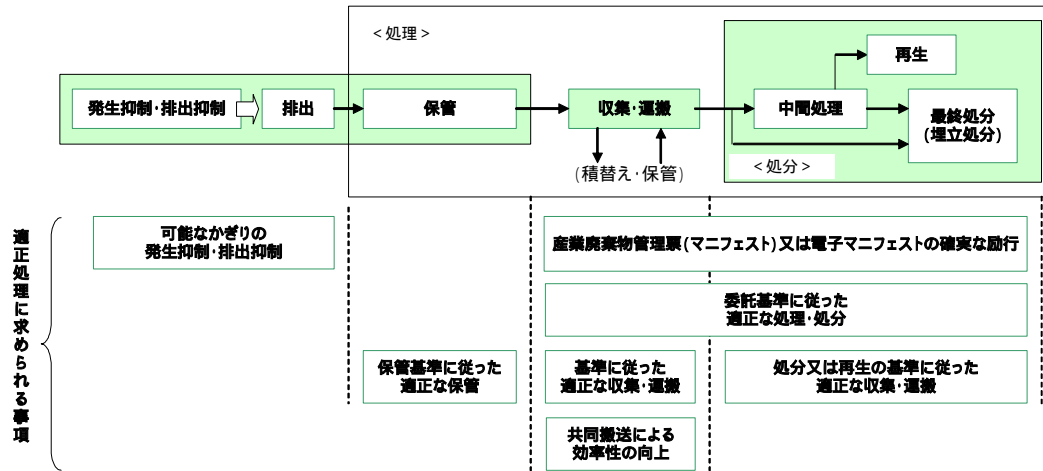 ＜処理＞
再生
発生抑制･排出抑制
排出
保管
収集･運搬
中間処理
最終処分
(埋立処分)
(積替え･保管)
＜処分＞
適正処理に求められる事項
可能なかぎりの
発生抑制･排出抑制
産業廃棄物管理票(マニフェスト)又は電子マニフェストの確実な励行
委託基準に従った
適正な処理･処分
保管基準に従った
適正な保管
基準に従った
適正な収集･運搬
処分又は再生の基準に従った
適正な収集･運搬
共同搬送による
効率性の向上